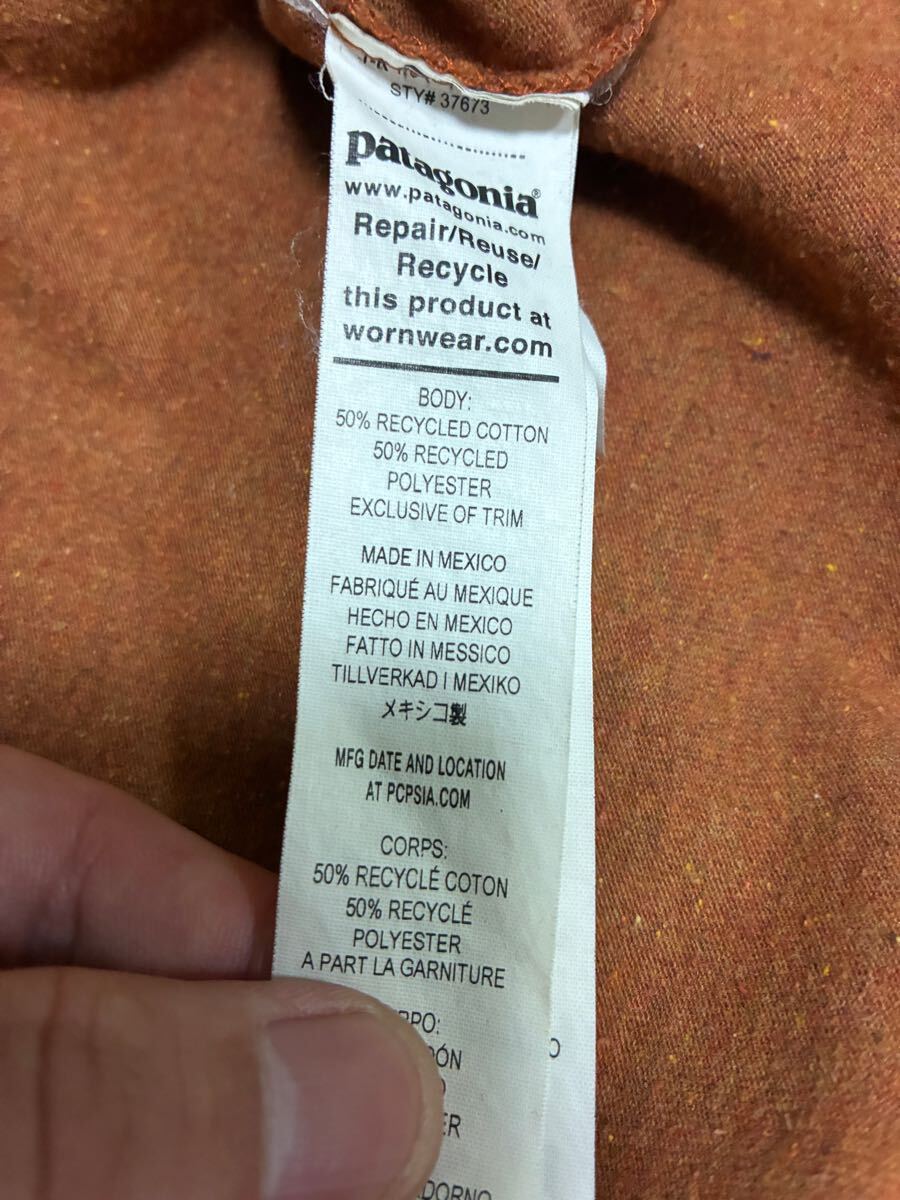 STY# 37673
patagonia®
www.patagonia.com
Repair/Reuse/
Recycle
this product at
wornwear.com
BODY:
50% RECYCLED COTTON
50% RECYCLED
POLYESTER
EXCLUSIVE OF TRIM
MADE IN MEXICO
FABRIQUÉ AU MEXIQUE
HECHO EN MEXICO
FATTO IN MESSICO
TILLVERKAD I MEXIKO
メキシコ製
MFG DATE AND LOCATION
AT PCPSIA.COM
CORPS:
50% RECYCLÉ COTON
50% RECYCLÉ
POLYESTER
A PART LA GARNITURE